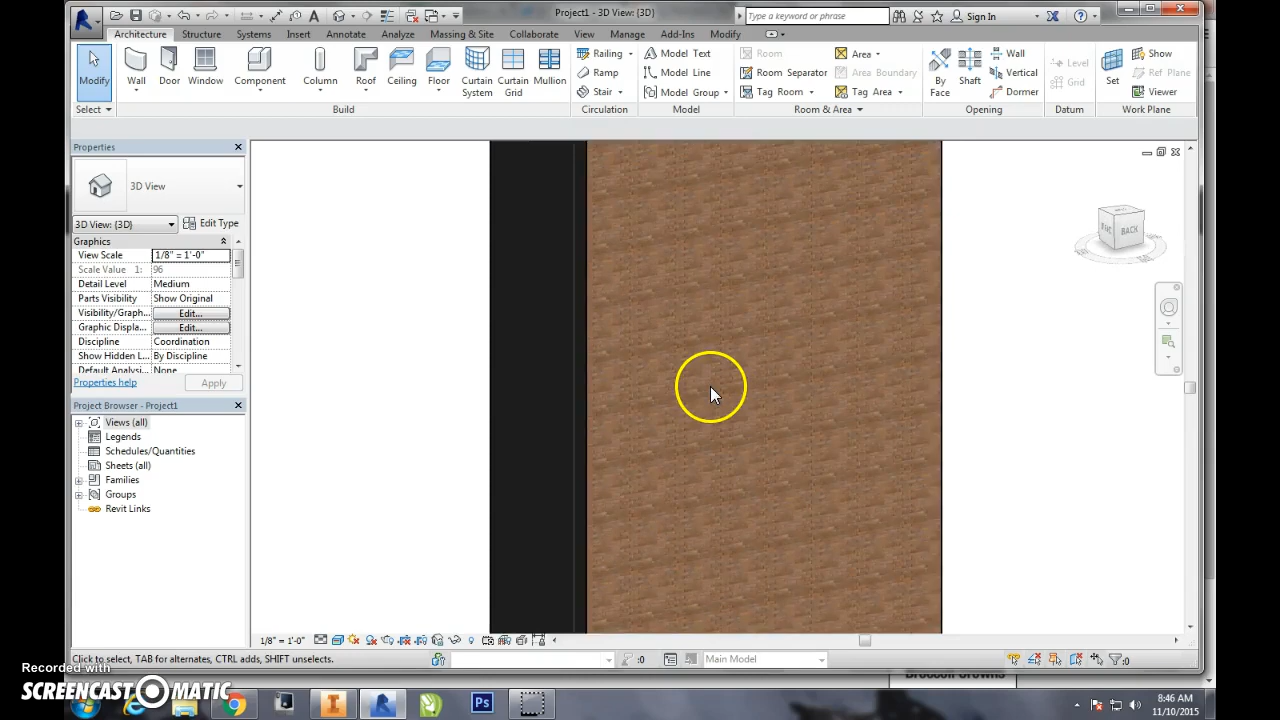 Project1 - 3D View: {3D}
Type a keyword or phrase
Sign In
Architecture Structure Systems Insert Annotate Analyze Massing & Site Collaborate View Manage Add-Ins Modify
Modify Wall Door Window Component Column Roof Ceiling Floor Curtain System Curtain Grid Mullion
Railing Model Text Room Area Wall Level Show
Ramp Model Line Room Separator Area Boundary Vertical Grid Ref Plane
Stair Model Group Tag Room Tag Area Dormer Viewer
By Face Shaft Set
Select Build Circulation Model Room & Area Opening Datum Work Plane
Properties
3D View
3D View: {3D} Edit Type
Graphics
View Scale 1/8" = 1'-0"
Scale Value 1: 96
Detail Level Medium
Parts Visibility Show Original
Visibility/Graph... Edit...
Graphic Displa... Edit...
Discipline Coordination
Show Hidden L... By Discipline
Default Analysi... None
Properties help Apply
Project Browser - Project1
Views (all)
Legends
Schedules/Quantities
Sheets (all)
Families
Groups
Revit Links
BACK
1/8" = 1'-0"
Click to select, TAB for alternates, CTRL adds, SHIFT unselects.
:0 Main Model :0
Recorded with
SCREENCAST MATIC
Ps
8:46 AM
11/10/2015